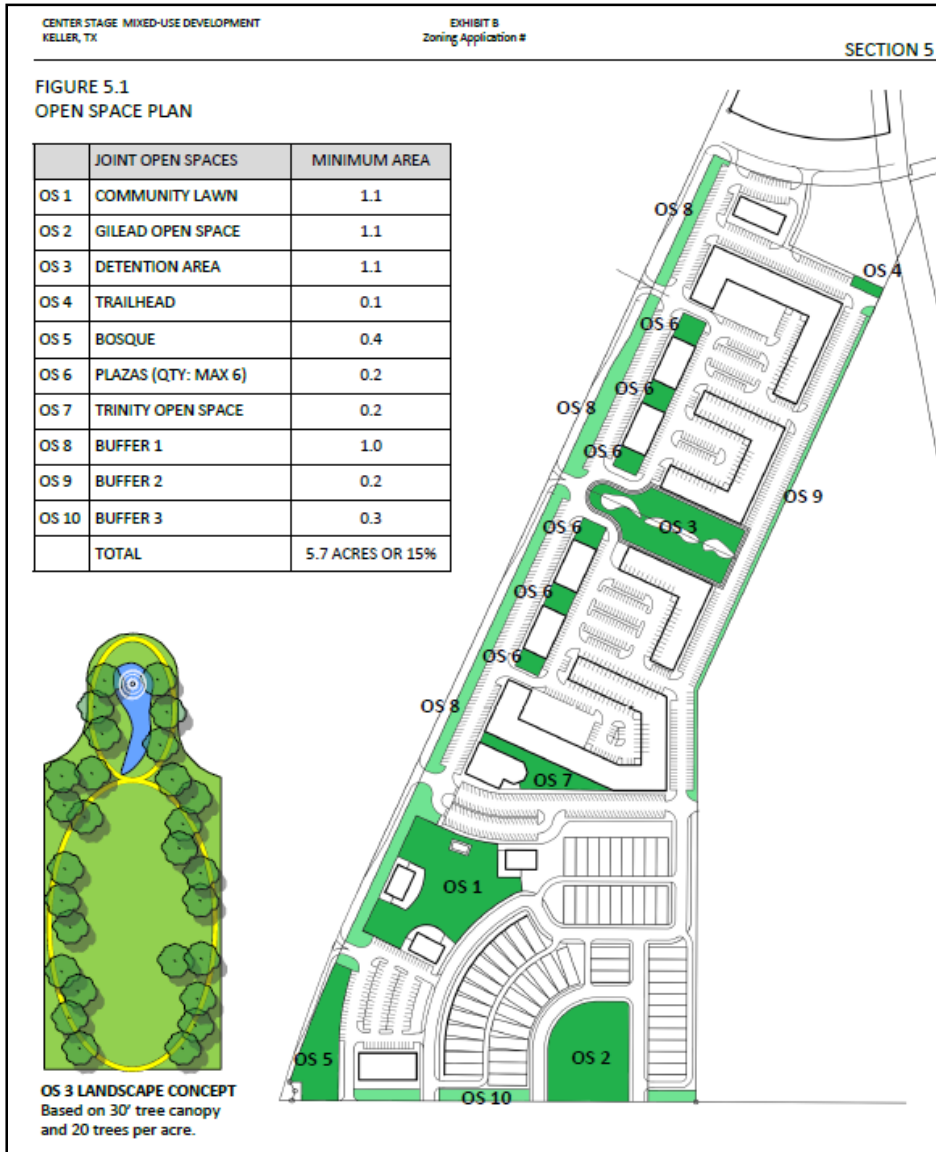 CENTER STAGE MIXED-USE DEVELOPMENT
KELLER, TX
EXHIBIT B
Zoning Application #
SECTION 5
FIGURE 5.1
OPEN SPACE PLAN
JOINT OPEN SPACES MINIMUM AREA
OS 1 COMMUNITY LAWN 1.1
OS 2 GILEAD OPEN SPACE 1.1
OS 3 DETENTION AREA 1.1
OS 4 TRAILHEAD 0.1
OS 5 BOSQUE 0.4
OS 6 PLAZAS (QTY: MAX 6) 0.2
OS 7 TRINITY OPEN SPACE 0.2
OS 8 BUFFER 1 1.0
OS 9 BUFFER 2 0.2
OS 10 BUFFER 3 0.3
TOTAL 5.7 ACRES OR 15%
OS 8
OS 4
OS 6
OS 6
OS 8
OS 6
OS 9
OS 3
OS 6
OS 6
OS 6
OS 8
OS 7
OS 1
OS 5
OS 2
OS 10
OS 3 LANDSCAPE CONCEPT
Based on 30' tree canopy
and 20 trees per acre.